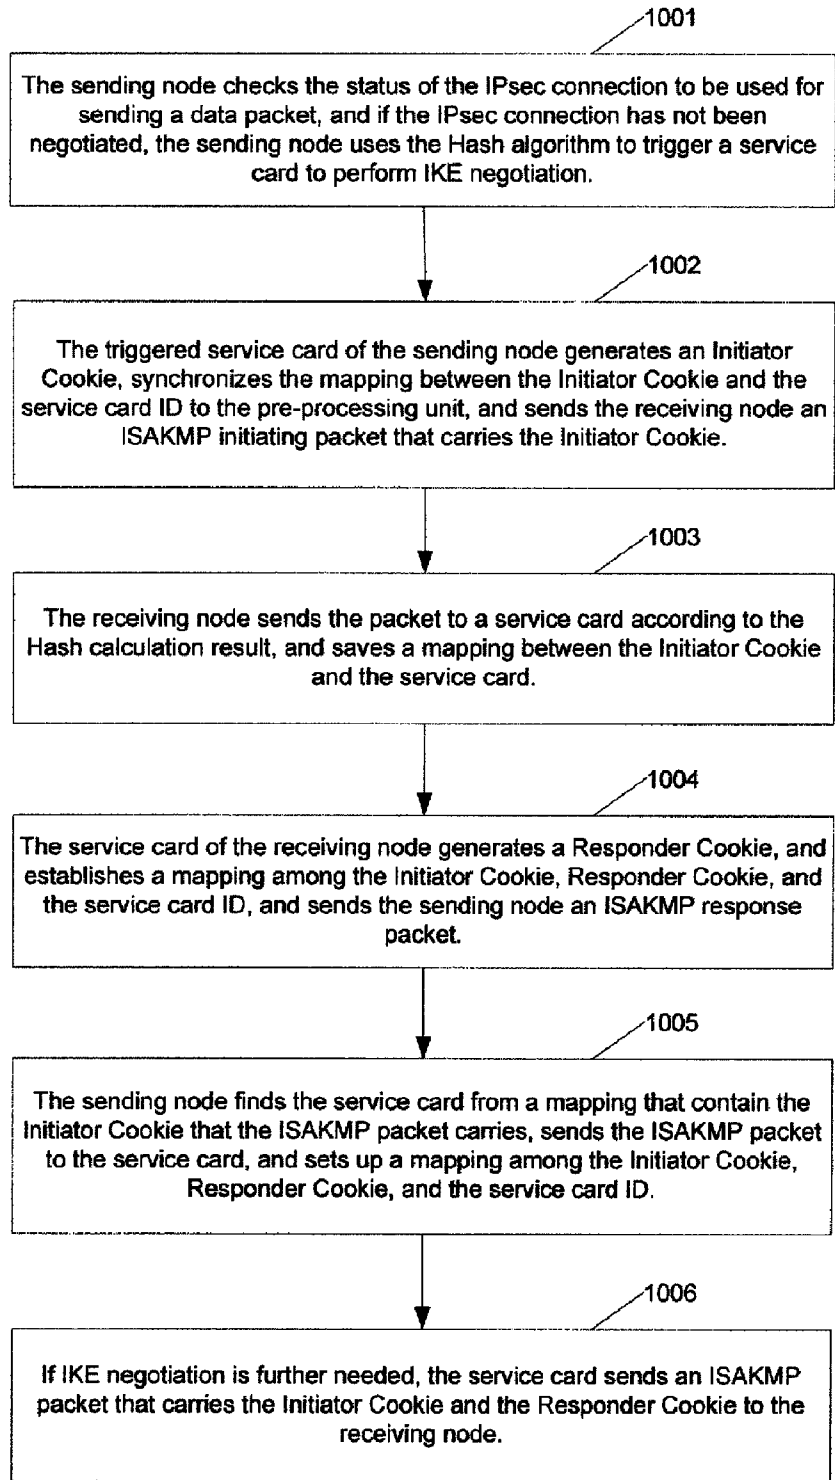 1001
The sending node checks the status of the IPsec connection to be used for
sending a data packet, and if the IPsec connection has not been
negotiated, the sending node uses the Hash algorithm to trigger a service
card to perform IKE negotiation.
1002
The triggered service card of the sending node generates an Initiator
Cookie, synchronizes the mapping between the Initiator Cookie and the
service card ID to the pre-processing unit, and sends the receiving node an
ISAKMP initiating packet that carries the Initiator Cookie.
1003
The receiving node sends the packet to a service card according to the
Hash calculation result, and saves a mapping between the Initiator Cookie
and the service card.
1004
The service card of the receiving node generates a Responder Cookie, and
establishes a mapping among the Initiator Cookie, Responder Cookie, and
the service card ID, and sends the sending node an ISAKMP response
packet.
1005
The sending node finds the service card from a mapping that contain the
Initiator Cookie that the ISAKMP packet carries, sends the ISAKMP packet
to the service card, and sets up a mapping among the Initiator Cookie,
Responder Cookie, and the service card ID.
1006
If IKE negotiation is further needed, the service card sends an ISAKMP
packet that carries the Initiator Cookie and the Responder Cookie to the
receiving node.